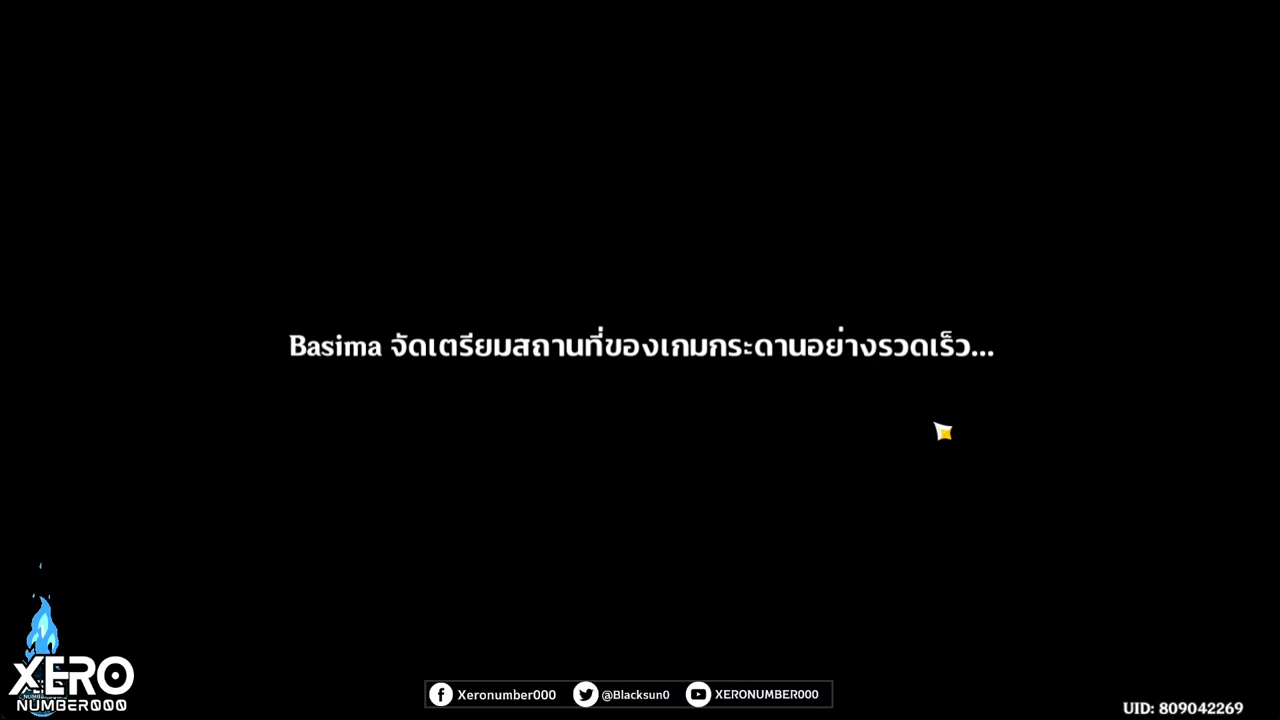 Basima จัดเตรียมสถานที่ของเกมกระดานอย่างรวดเร็ว...
XERO
NUMBER000
Xeronumber000 @Blacksun0 XERONUMBER000
UID: 809042269